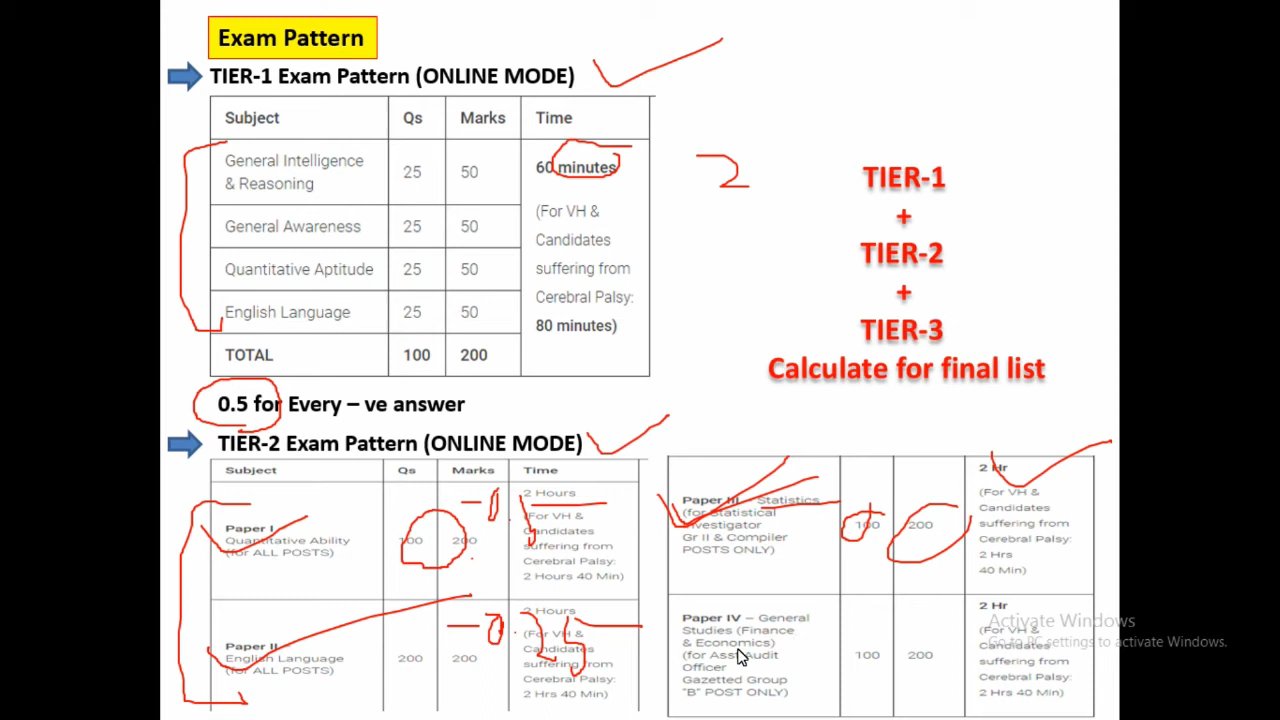 Exam Pattern
TIER-1 Exam Pattern (ONLINE MODE)
Subject Qs Marks Time
General Intelligence
& Reasoning 25 50 60 minutes
General Awareness 25 50
Quantitative Aptitude 25 50
English Language 25 50
TOTAL 100 200
(For VH &
Candidates
suffering from
Cerebral Palsy:
80 minutes)
2
TIER-1
+
TIER-2
+
TIER-3
Calculate for final list
0.5 for Every – ve answer
TIER-2 Exam Pattern (ONLINE MODE)
Subject Qs Marks Time
Paper I
Quantitative Ability
(for ALL POSTS)
100 200
2 Hours
(For VH &
Candidates
suffering from
Cerebral Palsy:
2 Hours 40 Min)
Paper II
English Language
(for ALL POSTS)
200 200
2 Hours
(For VH &
Candidates
suffering from
Cerebral Palsy:
2 Hrs 40 Min)
-0.25
Paper III – Statistics
(for Statistical
Investigator
Gr II & Compiler
POSTS ONLY)
100 200
2 Hr
(For VH &
Candidates
suffering from
Cerebral Palsy:
2 Hrs
40 Min)
Paper IV – General
Studies (Finance
& Economics)
(for Asst Audit
Officer
Gazetted Group
"B" POST ONLY)
100 200
2 Hr
(For VH &
Candidates
suffering from
Cerebral Palsy:
2 Hrs 40 Min)
Activate Windows
Go to PC settings to activate Windows.